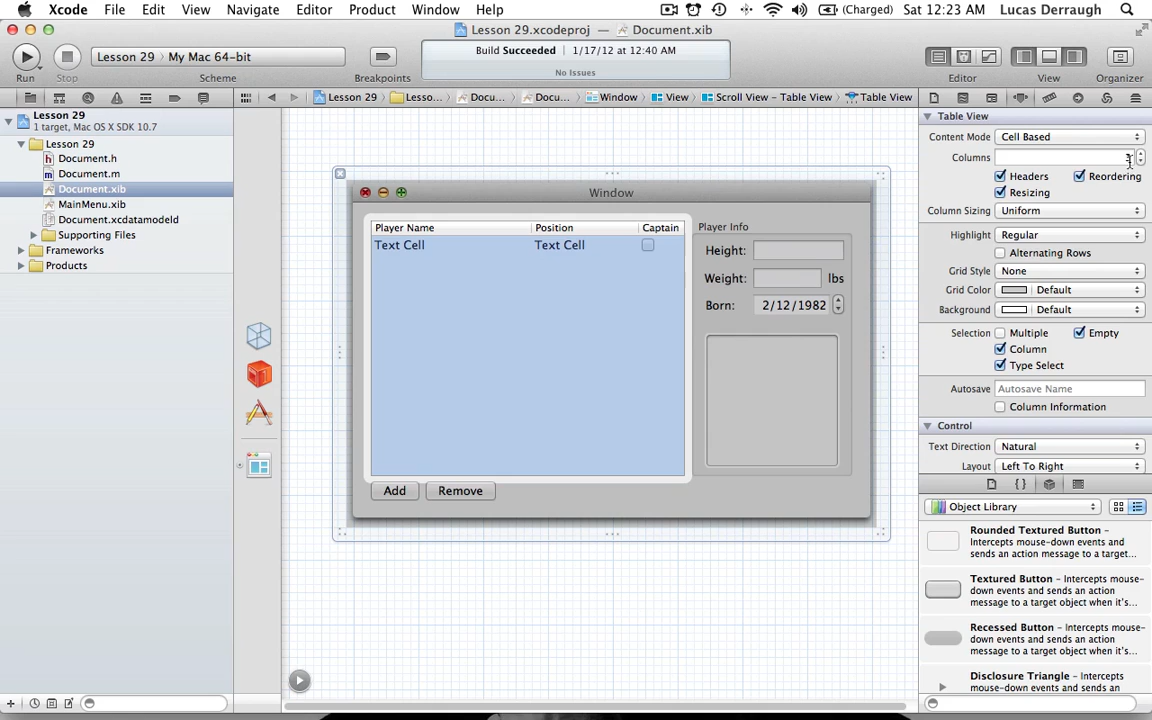 Xcode File Edit View Navigate Editor Product Window Help (Charged) Sat 12:23 AM Lucas Derraugh
Lesson 29.xcodeproj — Document.xib
Lesson 29 My Mac 64-bit
Build Succeeded 1/17/12 at 12:40 AM
No Issues
Run Stop Scheme Breakpoints Editor View Organizer
Lesson 29 Lesso... Docu... Docu... Window View Scroll View - Table View Table View
Lesson 29
1 target, Mac OS X SDK 10.7
Lesson 29
Document.h
Document.m
Document.xib
MainMenu.xib
Document.xcdatamodeld
Supporting Files
Frameworks
Products
Window
Player Name Position Captain
Text Cell Text Cell
Add Remove
Player Info
Height:
Weight: lbs
Born: 2/12/1982
Table View
Content Mode Cell Based
Columns
Headers Reordering
Resizing
Column Sizing Uniform
Highlight Regular
Alternating Rows
Grid Style None
Grid Color Default
Background Default
Selection Multiple Empty
Column
Type Select
Autosave Autosave Name
Column Information
Control
Text Direction Natural
Layout Left To Right
Object Library
Rounded Textured Button –
Intercepts mouse-down events and
sends an action message to a target...
Textured Button – Intercepts mouse-
down events and sends an action
message to a target object when it's...
Recessed Button – Intercepts mouse-
down events and sends an action
message to a target object when it's...
Disclosure Triangle – Intercepts
mouse-down events and sends an